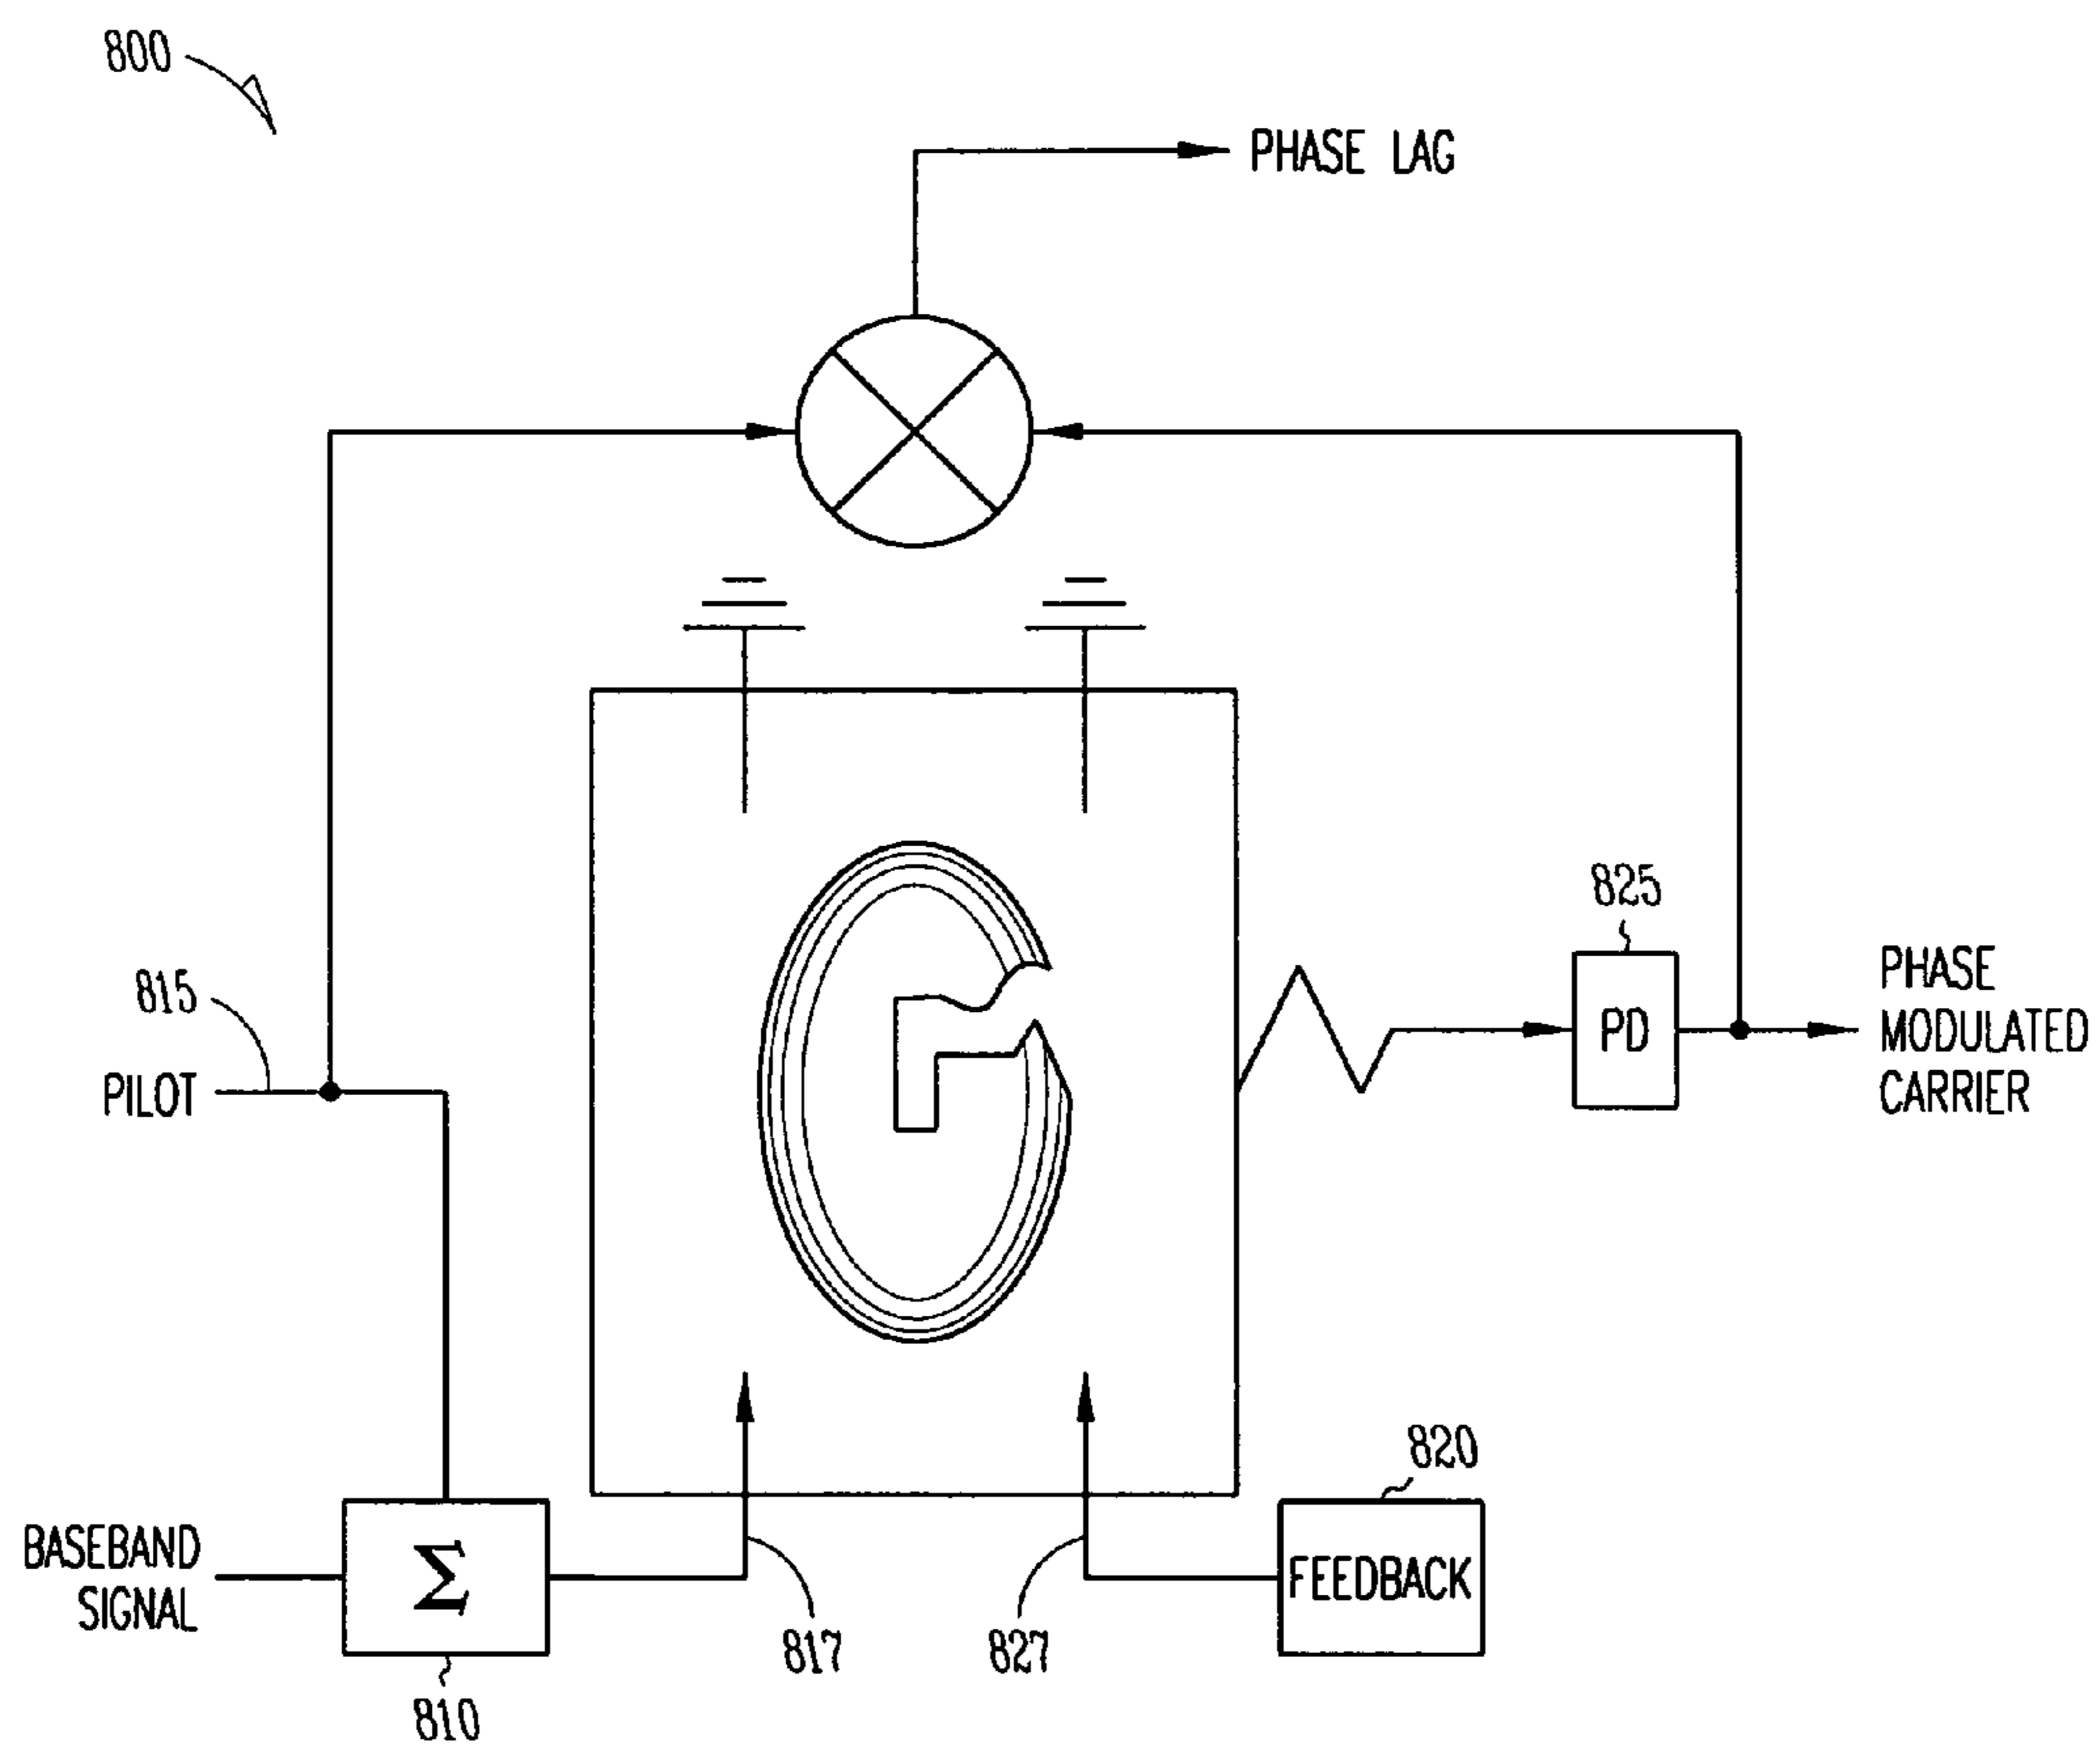 800
PHASE LAG
815
PILOT
825
PD
PHASE
MODULATED
CARRIER
G
820
BASEBAND
SIGNAL
Σ
FEEDBACK
817
827
810